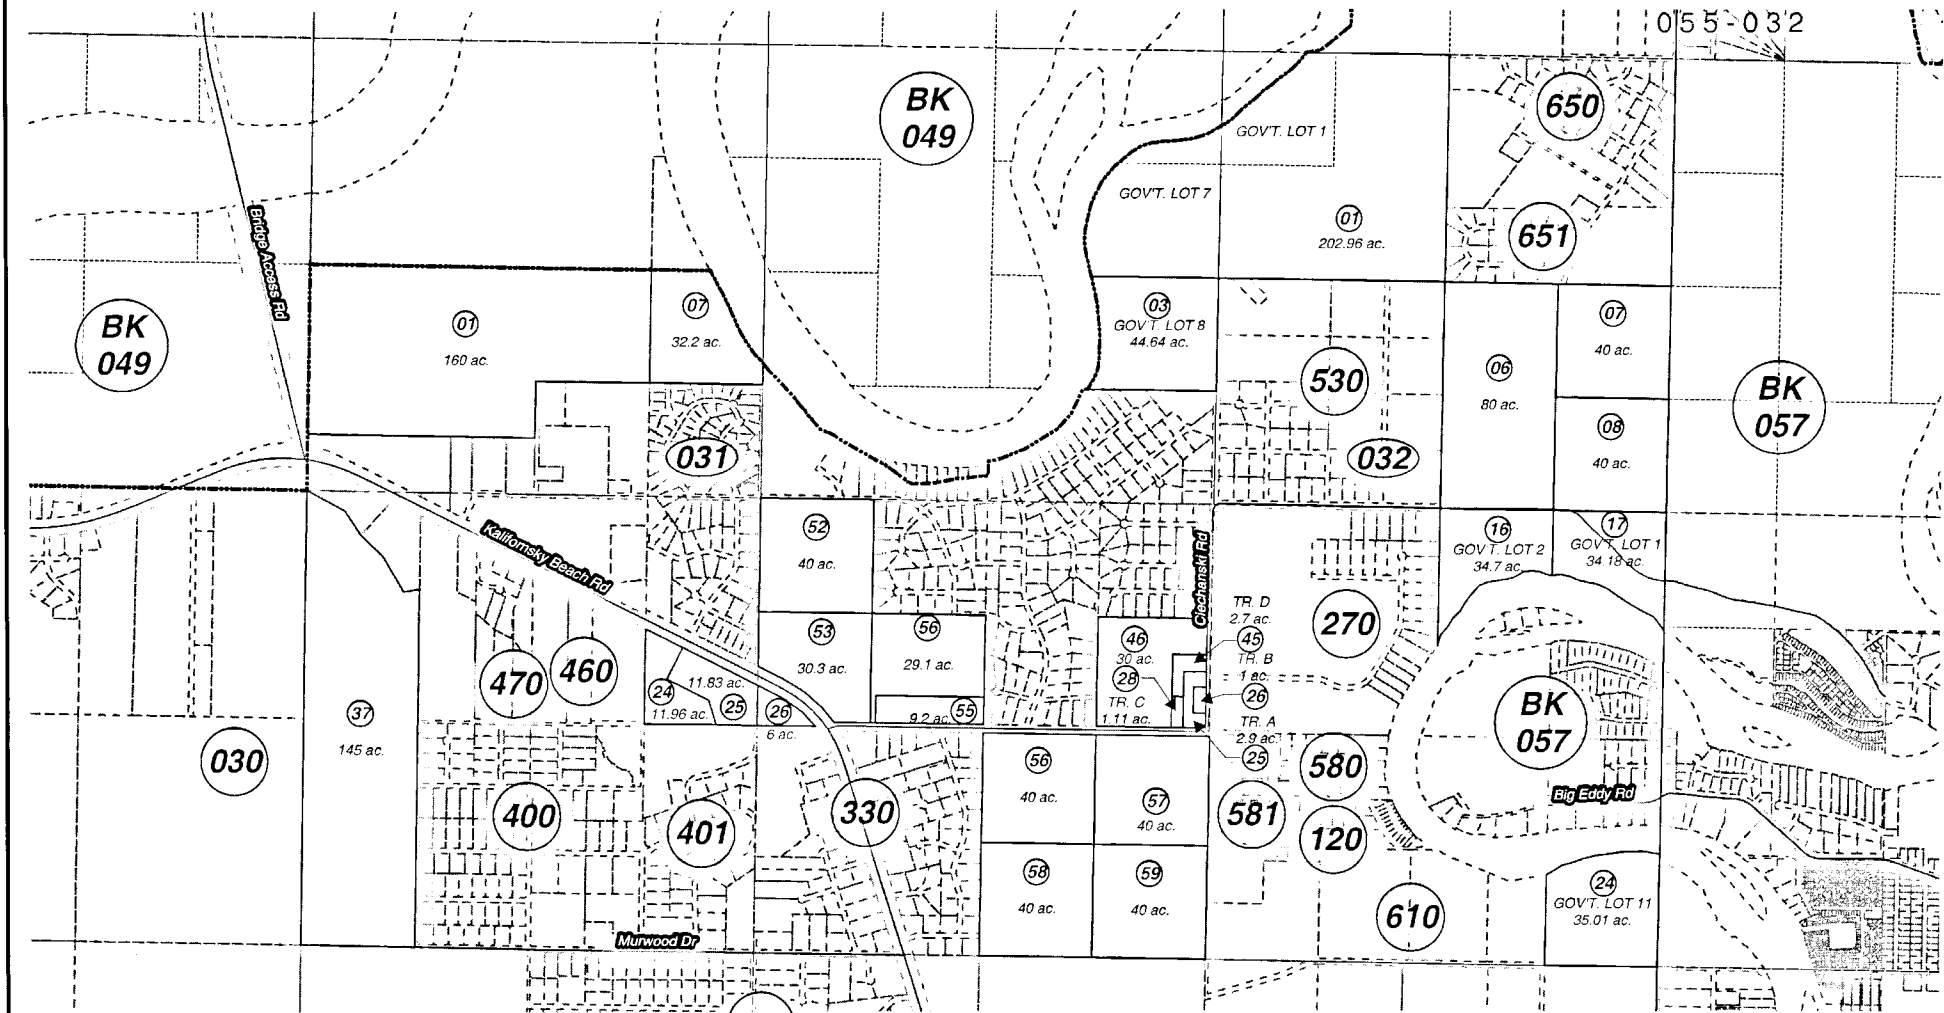 055-032
BK
049
650
GOV'T. LOT 1
GOV'T. LOT 7
01
202.96 ac.
651
Bridge Access Rd
BK
049
01
160 ac.
07
32.2 ac.
03
GOV'T. LOT 8
44.64 ac.
530
06
80 ac.
07
40 ac.
BK
057
031
032
08
40 ac.
Kalifornsky Beach Rd
52
40 ac.
Ciechanski Rd
16
GOV'T. LOT 2
34.7 ac.
17
GOV'T. LOT 1
34.18 ac.
470
460
53
30.3 ac.
56
29.1 ac.
46
30 ac.
28
TR. C
1.11 ac.
TR. D
2.7 ac.
45
TR. B
1 ac.
26
TR. A
2.9 ac.
25
270
BK
057
24
11.96 ac.
11.83 ac.
25
26
6 ac.
9.2 ac.
55
37
145 ac.
030
400
401
330
56
40 ac.
57
40 ac.
581
580
120
Big Eddy Rd
58
40 ac.
59
40 ac.
610
24
GOV'T. LOT 11
35.01 ac.
Murwood Dr